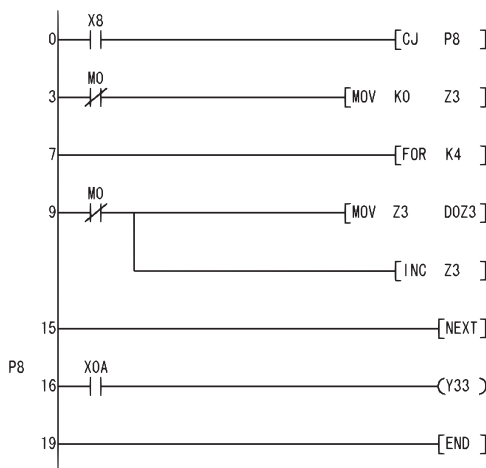 X8
0 [CJ P8 ]
M0
3 [MOV K0 Z3 ]
7 [FOR K4 ]
M0
9 [MOV Z3 D0Z3 ]
[INC Z3 ]
15 [NEXT ]
X0A
P8 16 (Y33 )
19 [END ]